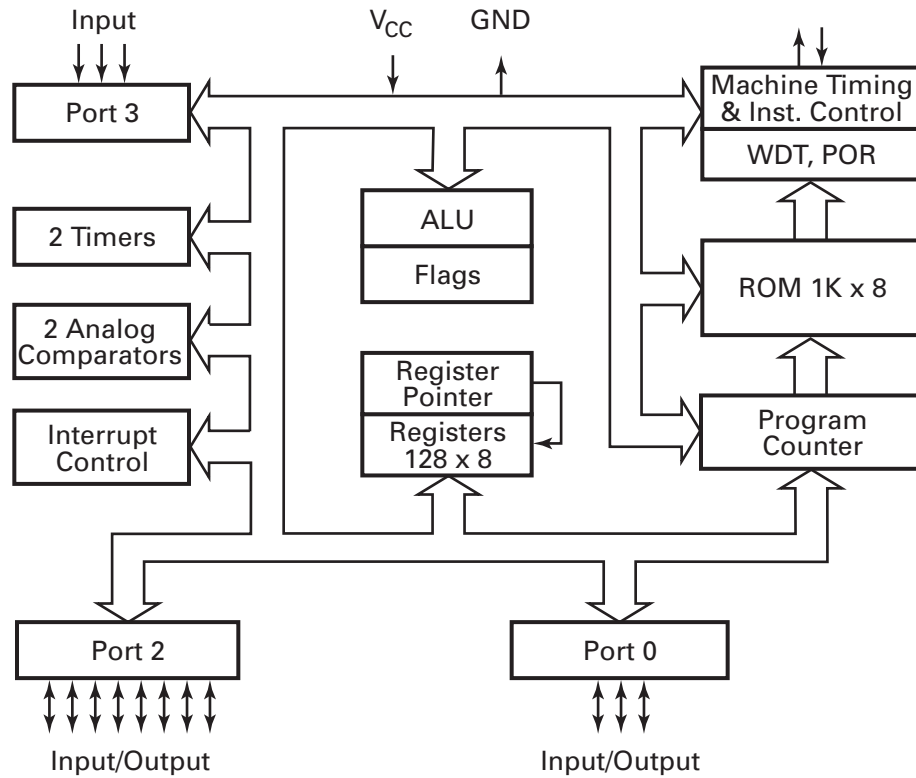 Input
V_CC
GND
Port 3
Machine Timing
& Inst. Control
WDT, POR
2 Timers
ALU
Flags
ROM 1K x 8
2 Analog
Comparators
Register
Pointer
Registers
128 x 8
Program
Counter
Interrupt
Control
Port 2
Port 0
Input/Output
Input/Output